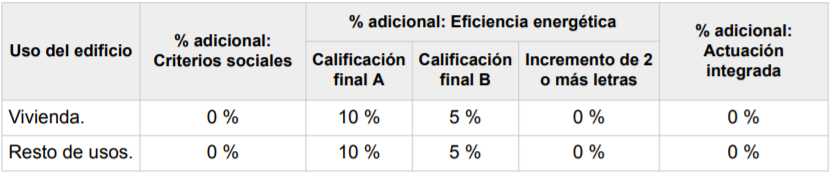 Uso del edificio
% adicional:
Criterios sociales
% adicional: Eficiencia energética
Calificación
final A
Calificación
final B
Incremento de 2
o más letras
% adicional:
Actuación
integrada
Vivienda. 0 % 10 % 5 % 0 % 0 %
Resto de usos. 0 % 10 % 5 % 0 % 0 %